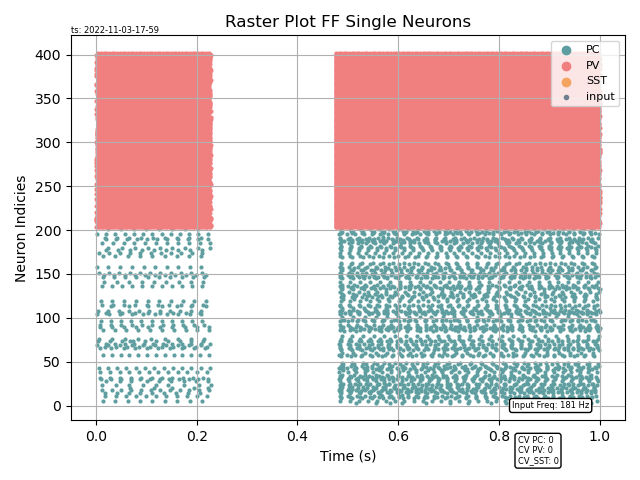 Raster Plot FF Single Neurons
ts: 2022-11-03-17-59
400
350
300
250
200
150
100
50
0
Neuron Indicies
PC
PV
SST
input
Input Freq: 181 Hz
0.0 0.2 0.4 0.6 0.8 1.0
Time (s)
CV PC: 0
CV PV: 0
CV_SST: 0